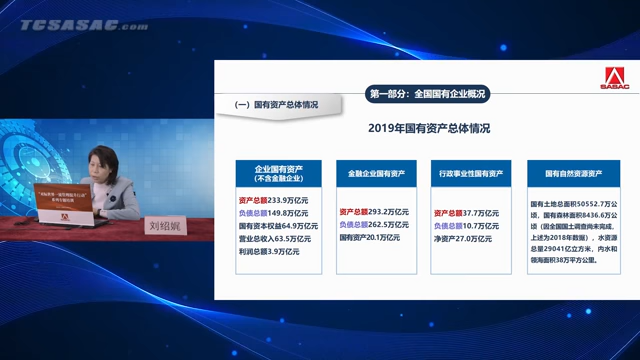 TCSASAC.com
SASAC
第一部分：全国国有企业概况
（一）国有资产总体情况
2019年国有资产总体情况
企业国有资产
（不含金融企业）
资产总额233.9万亿元
负债总额149.8万亿元
国有资本权益64.9万亿元
营业总收入63.5万亿元
利润总额3.9万亿元
金融企业国有资产
资产总额293.2万亿元
负债总额262.5万亿元
国有资产20.1万亿元
行政事业性国有资产
资产总额37.7万亿元
负债总额10.7万亿元
净资产27.0万亿元
国有自然资源资产
国有土地总面积50552.7万公
顷，国有森林面积8436.6万公
顷（因全国国土调查尚未完成，
上述为2018年数据），水资源
总量29041亿立方米，内水和
领海面积38万平方公里。
系列专题培训
刘绍娓